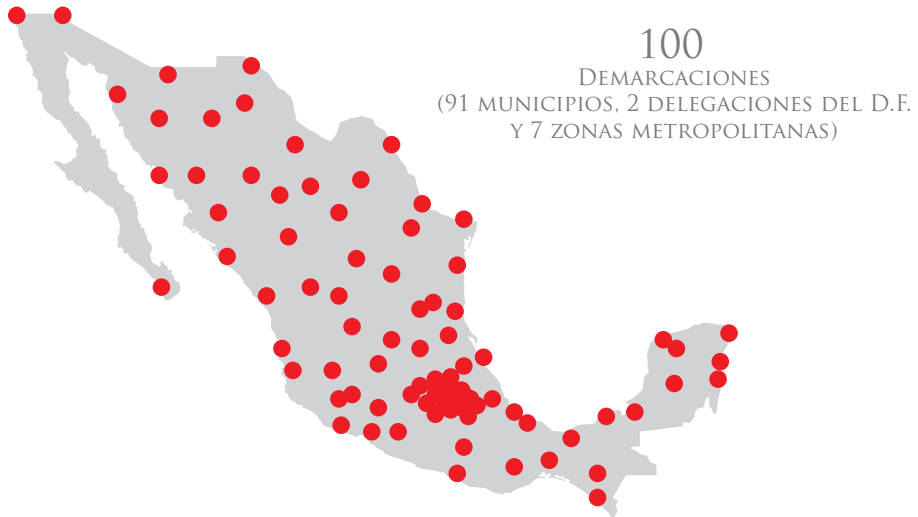 100
Demarcaciones
(91 municipios, 2 delegaciones del D.F.
y 7 zonas metropolitanas)